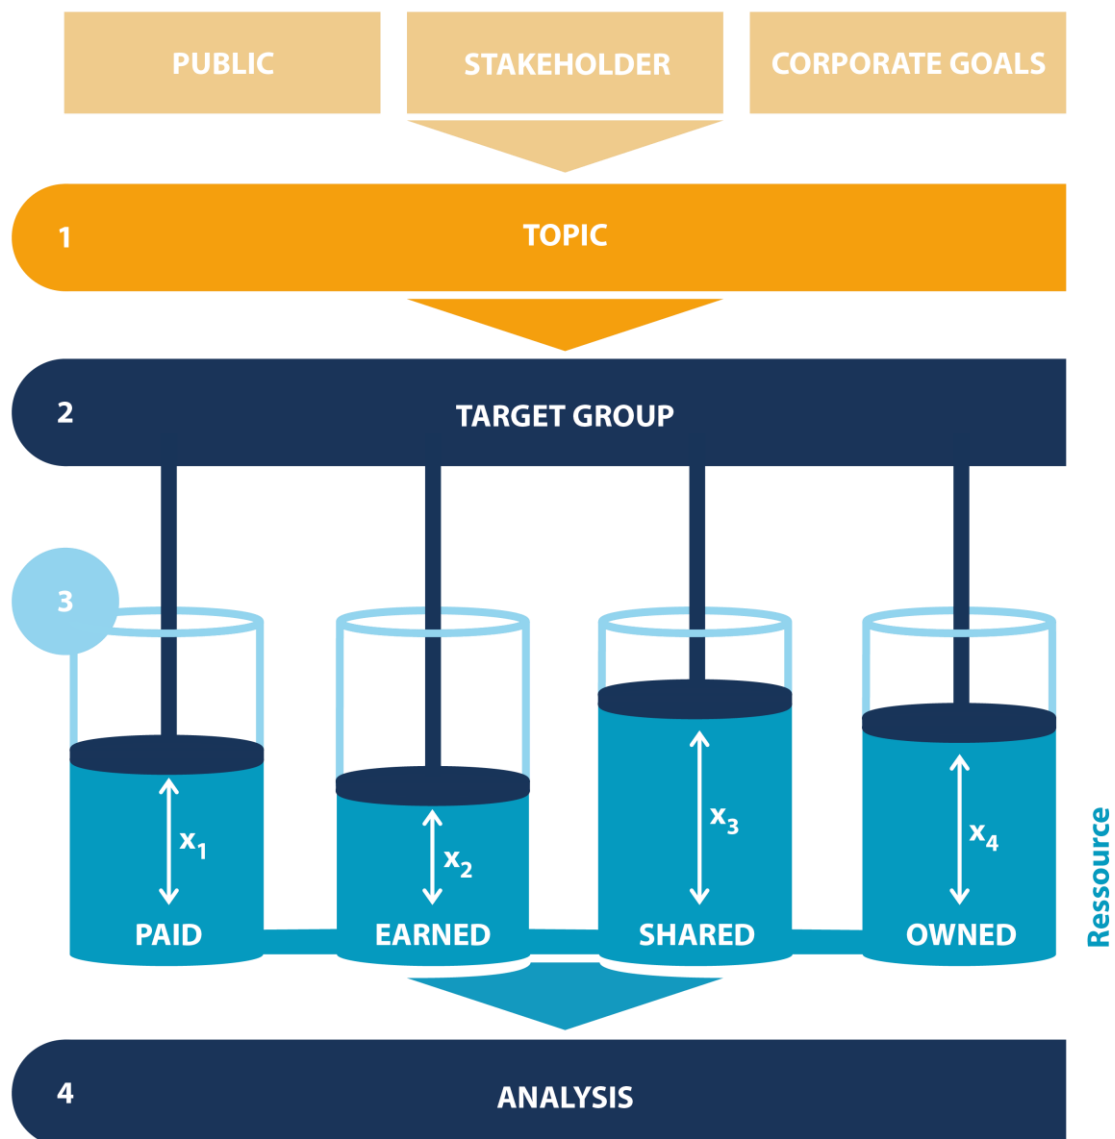 PUBLIC
STAKEHOLDER
CORPORATE GOALS
1
TOPIC
2
TARGET GROUP
3
x₁
x₂
x₃
x₄
PAID
EARNED
SHARED
OWNED
Ressource
4
ANALYSIS